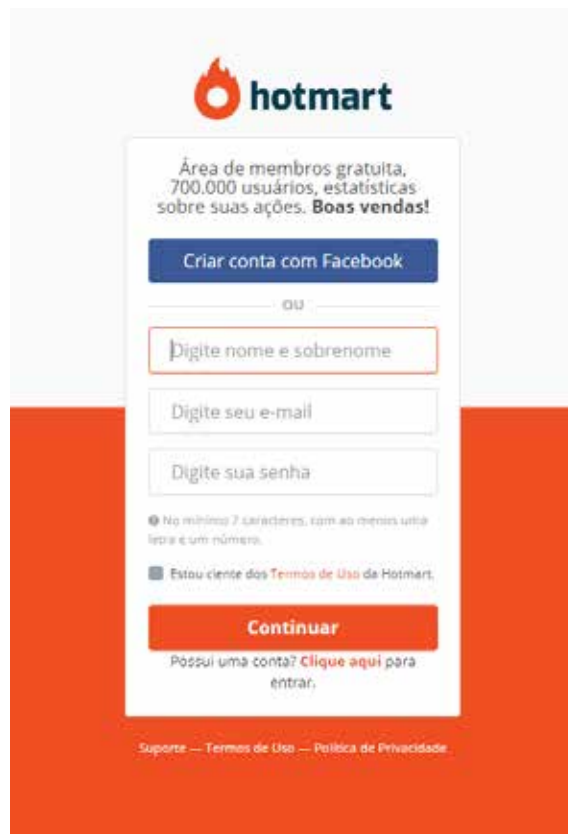 hotmart
Área de membros gratuita,
700.000 usuários, estatísticas
sobre suas ações. Boas vendas!
Criar conta com Facebook
ou
Digite nome e sobrenome
Digite seu e-mail
Digite sua senha
No mínimo 7 caracteres, com ao menos uma
letra e um número.
Estou ciente dos Termos de Uso da Hotmart.
Continuar
Possui uma conta? Clique aqui para
entrar.
Suporte — Termos de Uso — Política de Privacidade